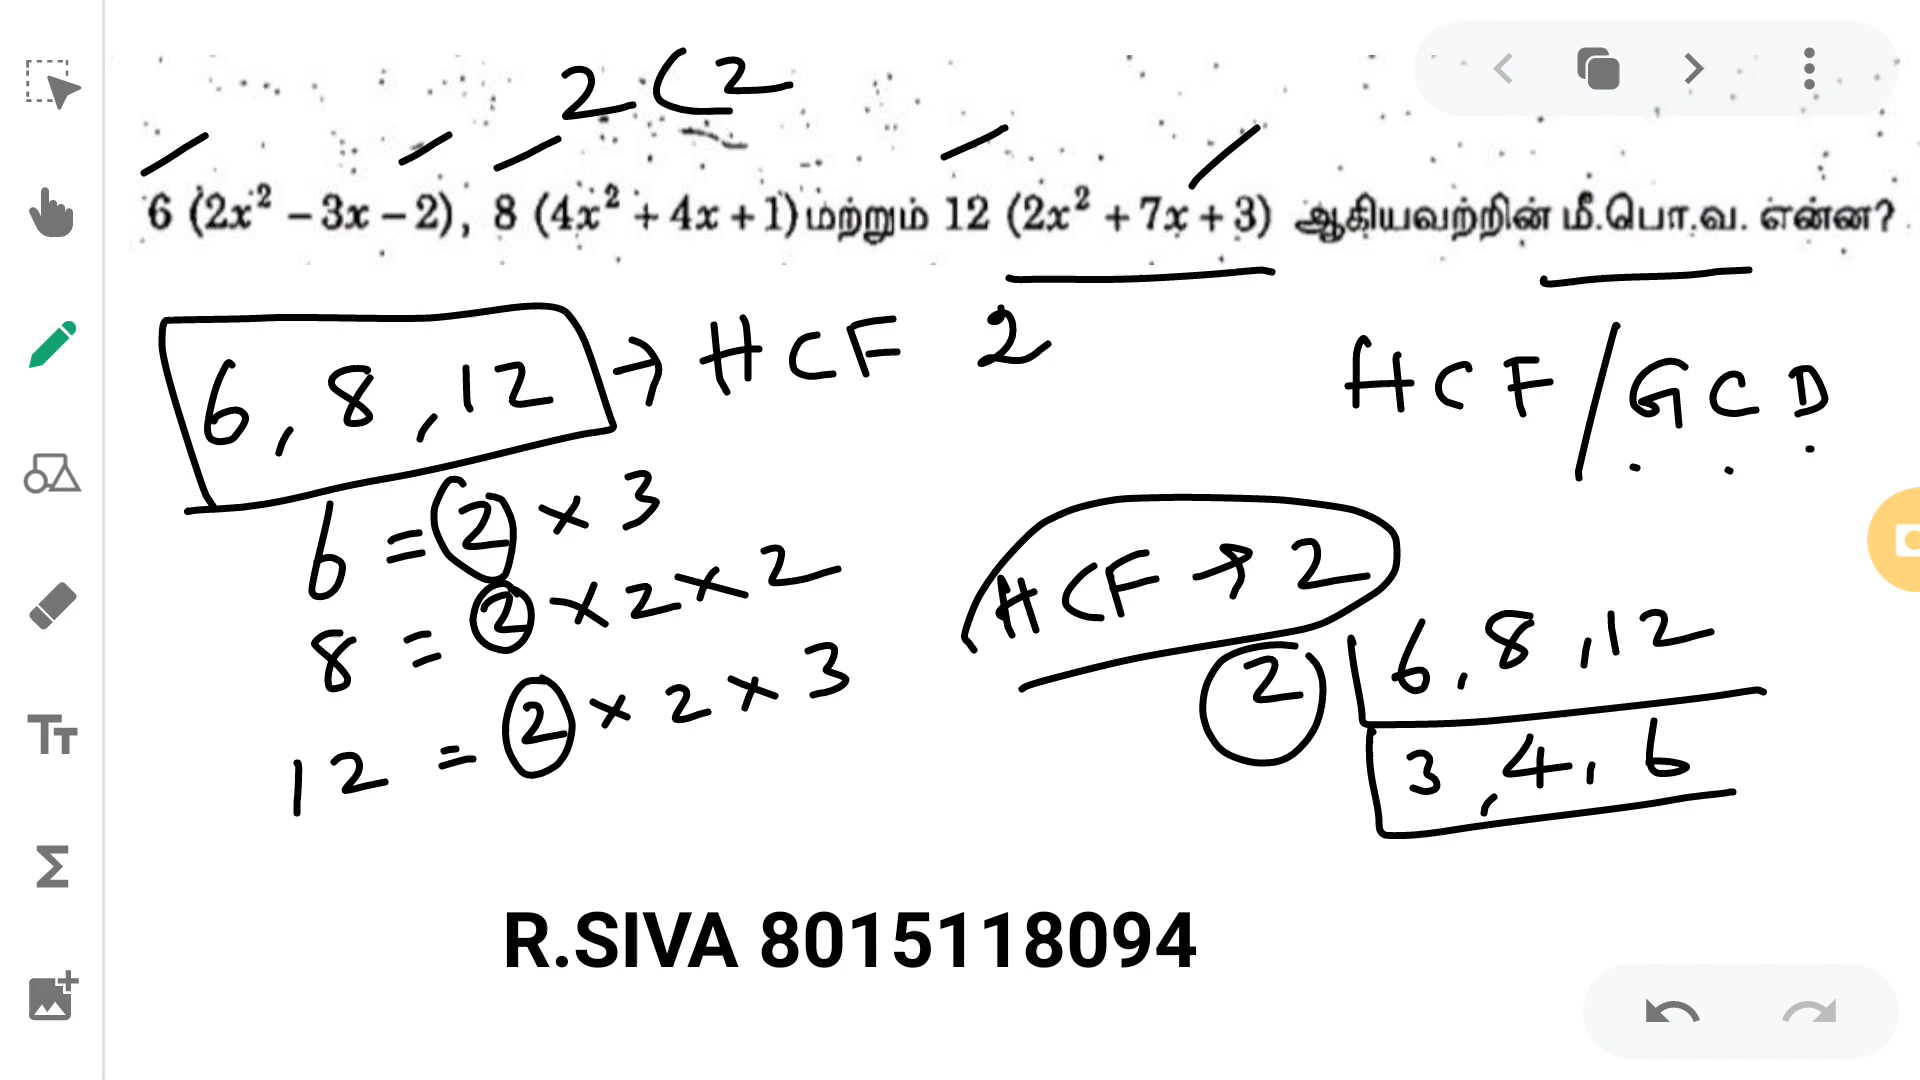 2 (2
6 (2x² – 3x – 2), 8 (4x² + 4x + 1) மற்றும் 12 (2x² + 7x + 3) ஆகியவற்றின் மீ.பொ.வ. என்ன?
6, 8, 12 → HCF 2
HCF / GCD
6 = 2 × 3
8 = 2 × 2 × 2
12 = 2 × 2 × 3
HCF → 2
2 6, 8, 12
3, 4, 6
R.SIVA 8015118094
Tт
Σ